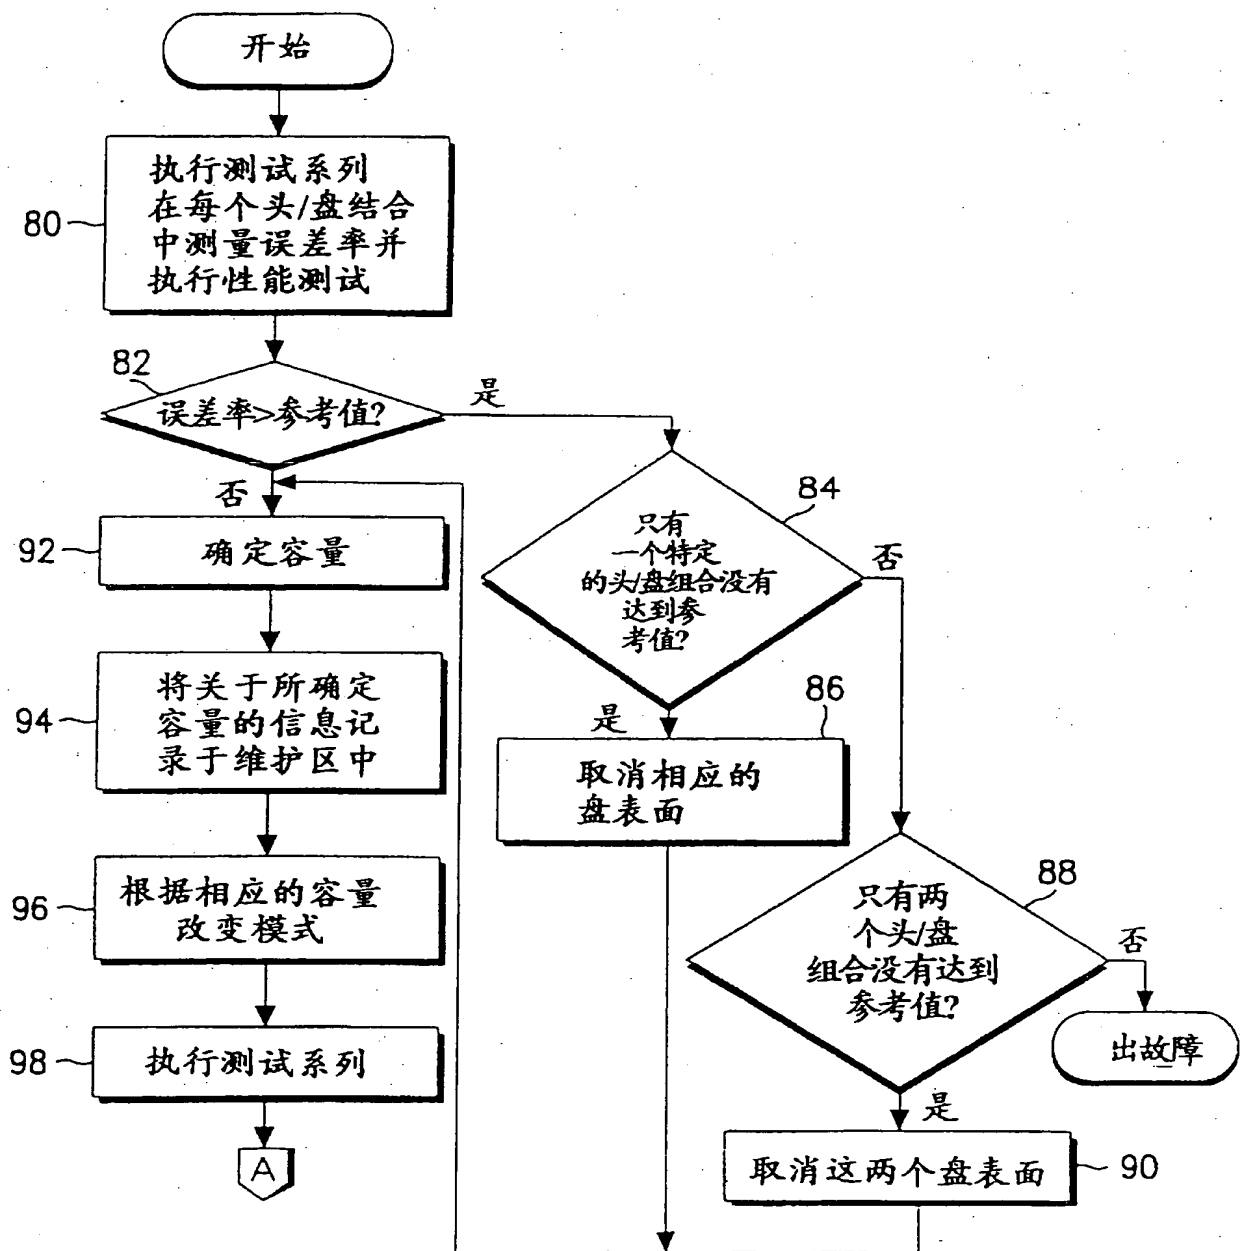 开始
执行测试系列
在每个头/盘结合
中测量误差率并
执行性能测试
80
82
误差率>参考值?
是
否
92
确定容量
94
将关于所确定
容量的信息记
录于维护区中
96
根据相应的容量
改变模式
98
执行测试系列
A
84
只有
一个特定
的头/盘组合没有
达到参
考值?
否
是
86
取消相应的
盘表面
88
只有两
个头/盘
组合没有达到
参考值?
否
出故障
是
取消这两个盘表面
90